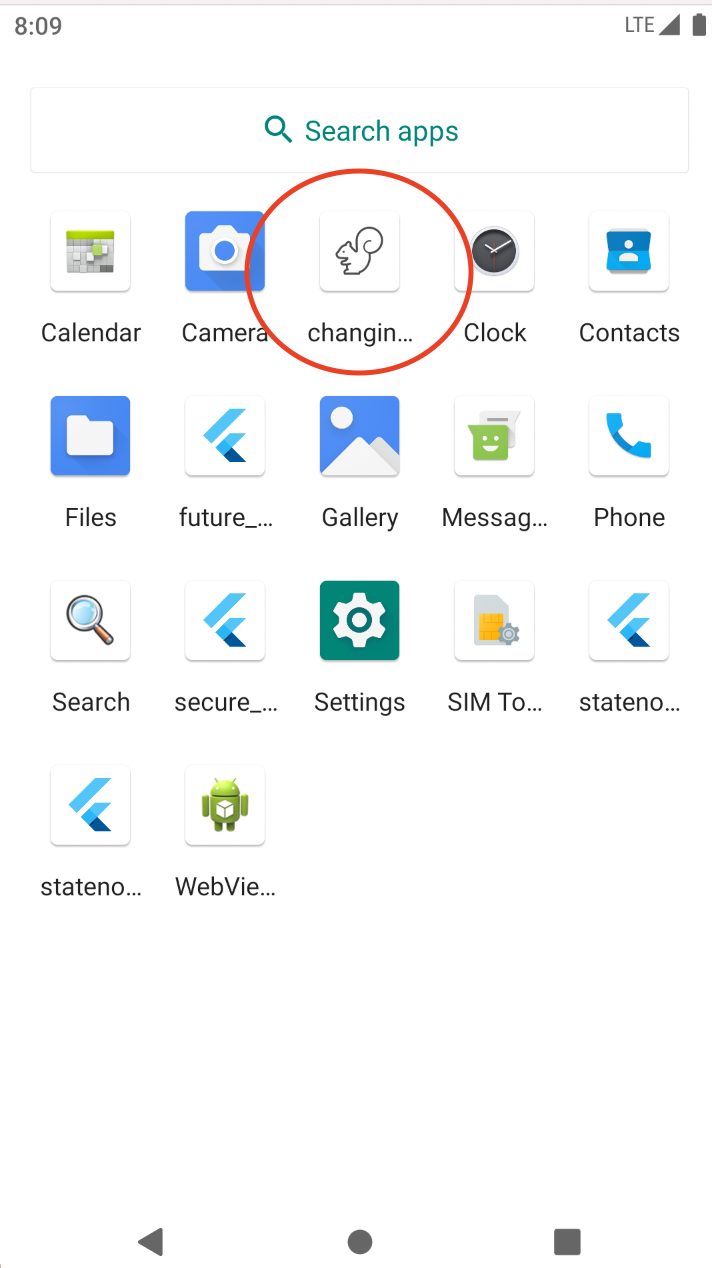 8:09
LTE
Search apps
Calendar
Camera
changin...
Clock
Contacts
Files
future_...
Gallery
Messag...
Phone
Search
secure_...
Settings
SIM To...
stateno...
stateno...
WebVie...